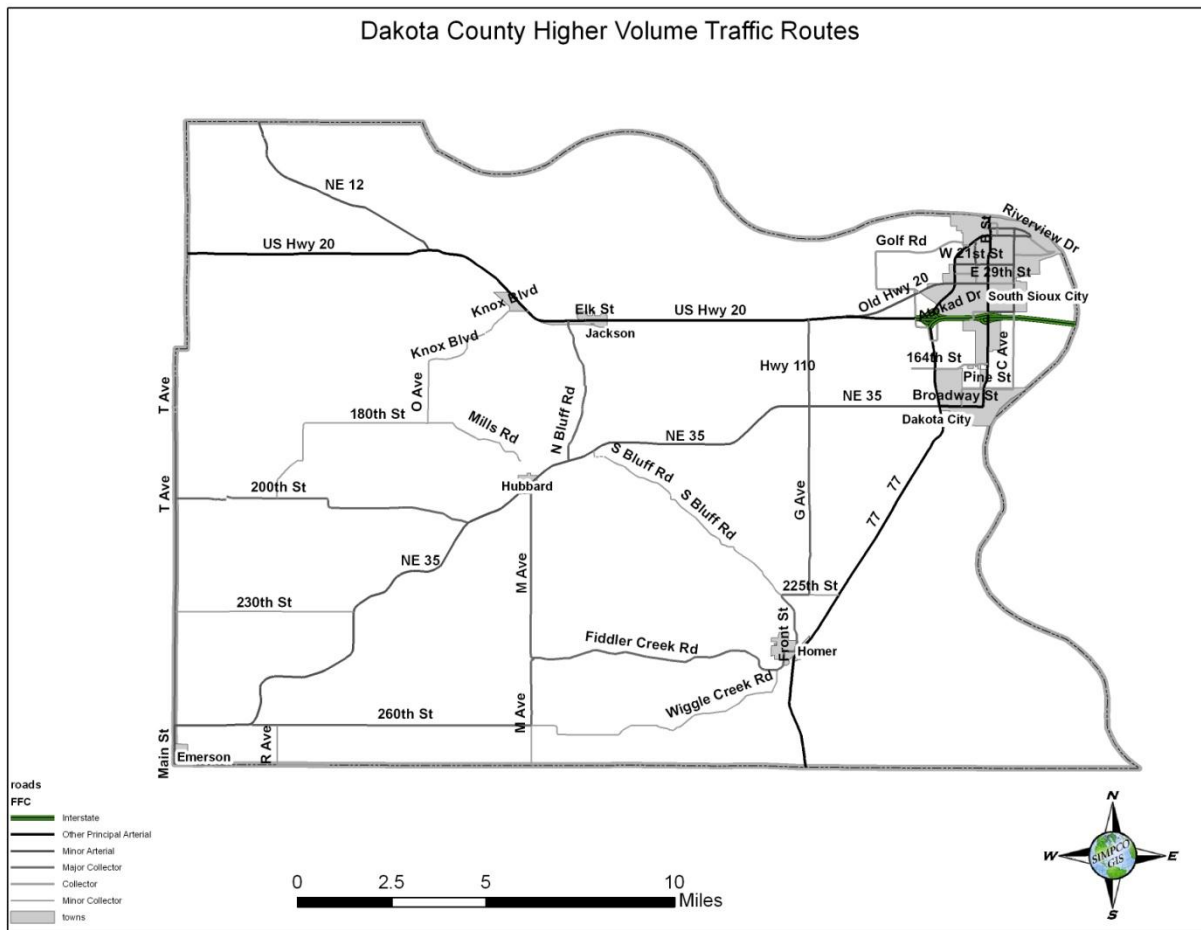 Dakota County Higher Volume Traffic Routes
NE 12
US Hwy 20
Golf Rd
B St
Riverview Dr
W 21st St
E 29th St
Old Hwy 20
South Sioux City
Atokad Dr
Knox Blvd
Elk St
Jackson
US Hwy 20
Knox Blvd
Hwy 110
164th St
C Ave
Pine St
T Ave
O Ave
180th St
Mills Rd
N Bluff Rd
NE 35
NE 35
Broadway St
Dakota City
T Ave
200th St
Hubbard
S Bluff Rd
S Bluff Rd
G Ave
77
77
NE 35
M Ave
225th St
230th St
Fiddler Creek Rd
Front St
Homer
Wiggle Creek Rd
260th St
M Ave
Main St
Emerson
R Ave
roads
FFC
Interstate
Other Principal Arterial
Minor Arterial
Major Collector
Collector
Minor Collector
towns
0 2.5 5 10
Miles
N
W E
S
SIMPCO
GIS